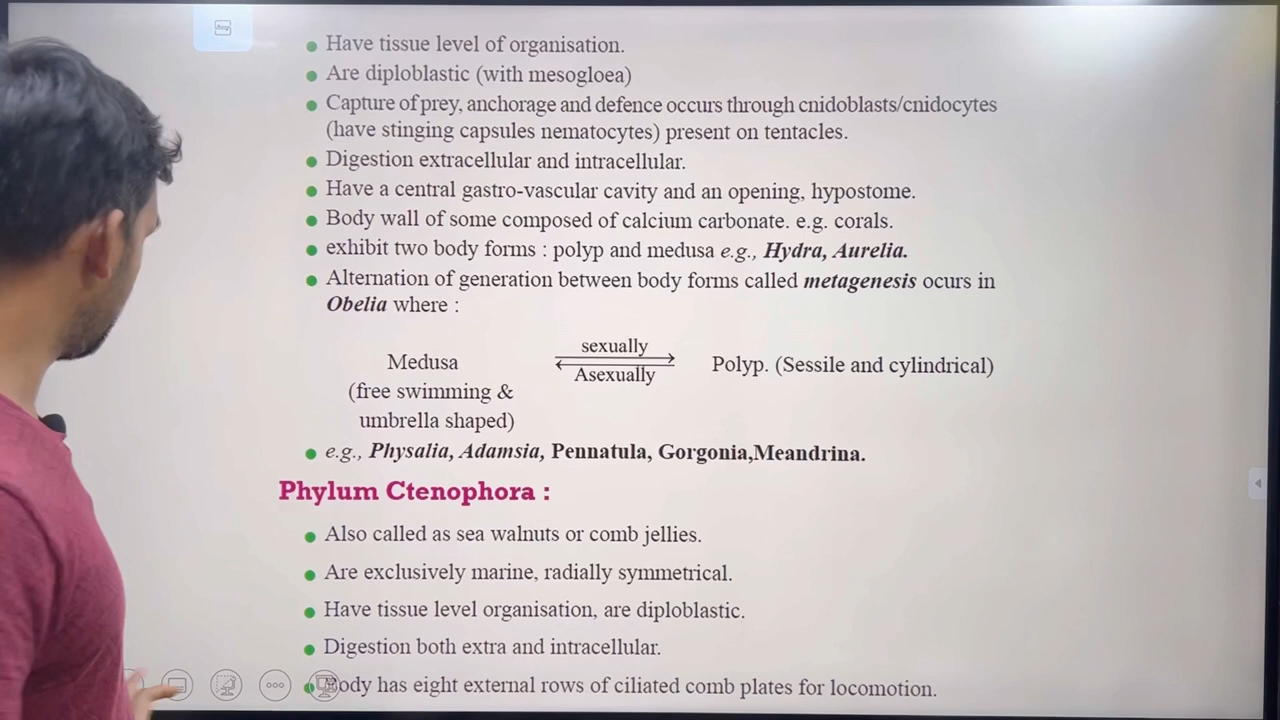 Have tissue level of organisation.
Are diploblastic (with mesogloea)
Capture of prey, anchorage and defence occurs through cnidoblasts/cnidocytes
(have stinging capsules nematocytes) present on tentacles.
Digestion extracellular and intracellular.
Have a central gastro-vascular cavity and an opening, hypostome.
Body wall of some composed of calcium carbonate. e.g. corals.
exhibit two body forms : polyp and medusa e.g., Hydra, Aurelia.
Alternation of generation between body forms called metagenesis ocurs in
Obelia where :
sexually
Medusa Polyp. (Sessile and cylindrical)
Asexually
(free swimming &
umbrella shaped)
e.g., Physalia, Adamsia, Pennatula, Gorgonia,Meandrina.
Phylum Ctenophora :
Also called as sea walnuts or comb jellies.
Are exclusively marine, radially symmetrical.
Have tissue level organisation, are diploblastic.
Digestion both extra and intracellular.
Body has eight external rows of ciliated comb plates for locomotion.